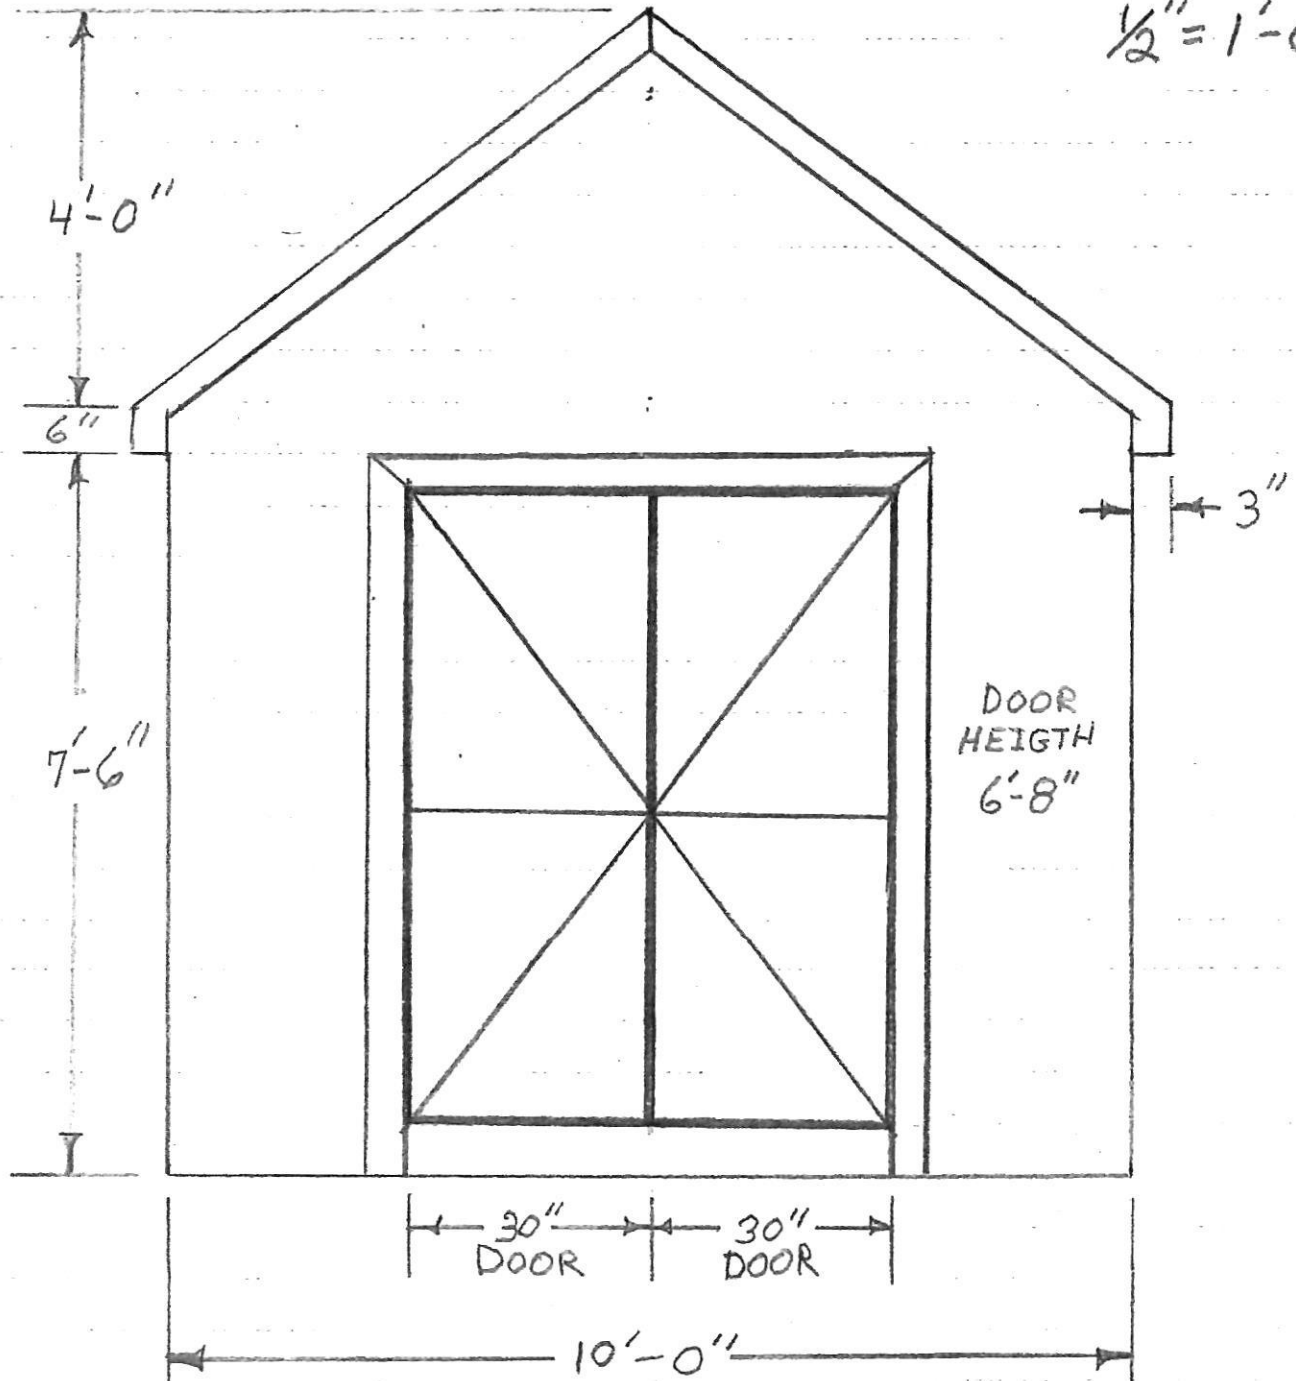 ½" = 1'-
4'-0"
6"
3"
DOOR
HEIGTH
6'-8"
7'-6"
30" 30"
DOOR DOOR
10'-0"